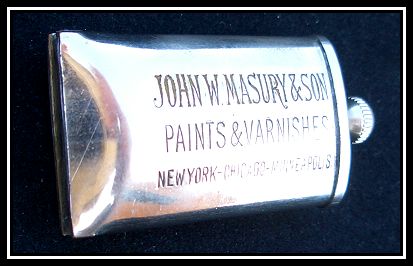 JOHN W. MASURY & SON
PAINTS & VARNISHES
NEW YORK-CHICAGO-MINNEAPOLIS